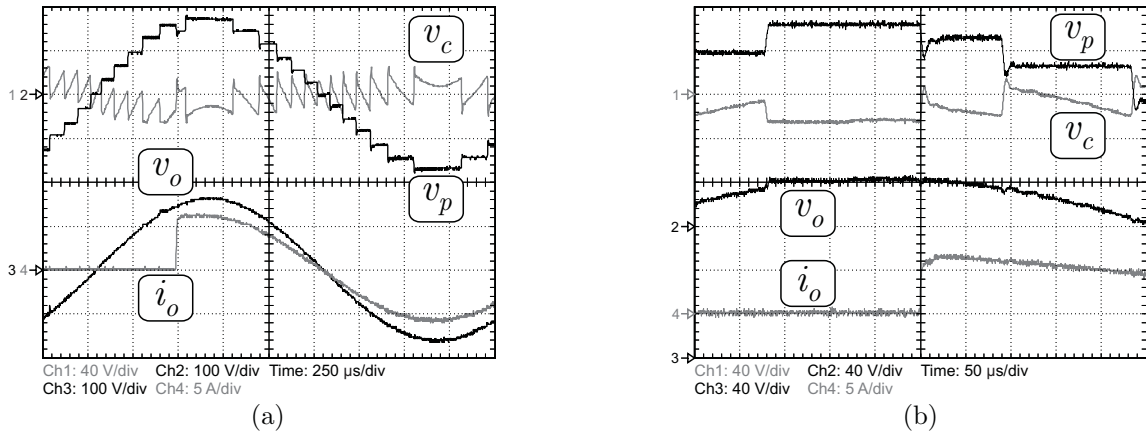 v_c
1 2
v_o
v_p
3 4
i_o
Ch1: 40 V/div Ch2: 100 V/div Time: 250 µs/div
Ch3: 100 V/div Ch4: 5 A/div
(a)
v_p
1
v_c
v_o
2
i_o
4
3
Ch1: 40 V/div Ch2: 40 V/div Time: 50 µs/div
Ch3: 40 V/div Ch4: 5 A/div
(b)